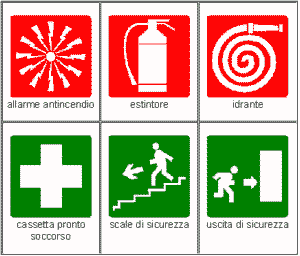 allarme antincendio
estintore
idrante
cassetta pronto
soccorso
scale di sicurezza
uscita di sicurezza